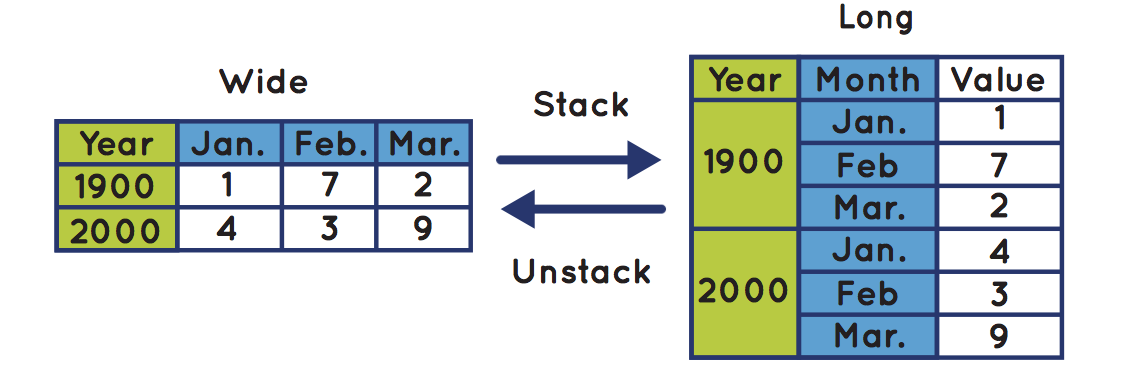 Wide
Year Jan. Feb. Mar.
1900 1 7 2
2000 4 3 9
Stack
Unstack
Long
Year Month Value
1900 Jan. 1
Feb 7
Mar. 2
2000 Jan. 4
Feb 3
Mar. 9